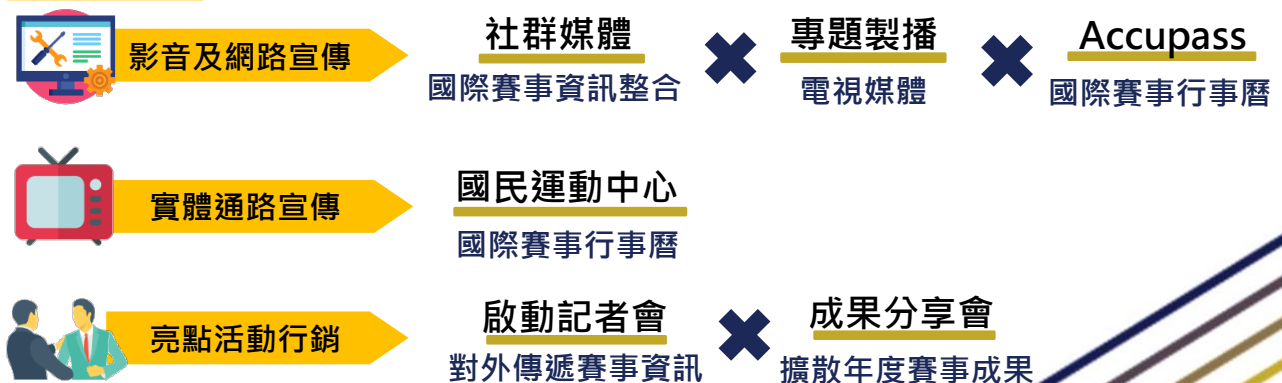 影音及網路宣傳
社群媒體
國際賽事資訊整合
專題製播
電視媒體
Accupass
國際賽事行事曆
實體通路宣傳
國民運動中心
國際賽事行事曆
亮點活動行銷
啟動記者會
對外傳遞賽事資訊
成果分享會
擴散年度賽事成果